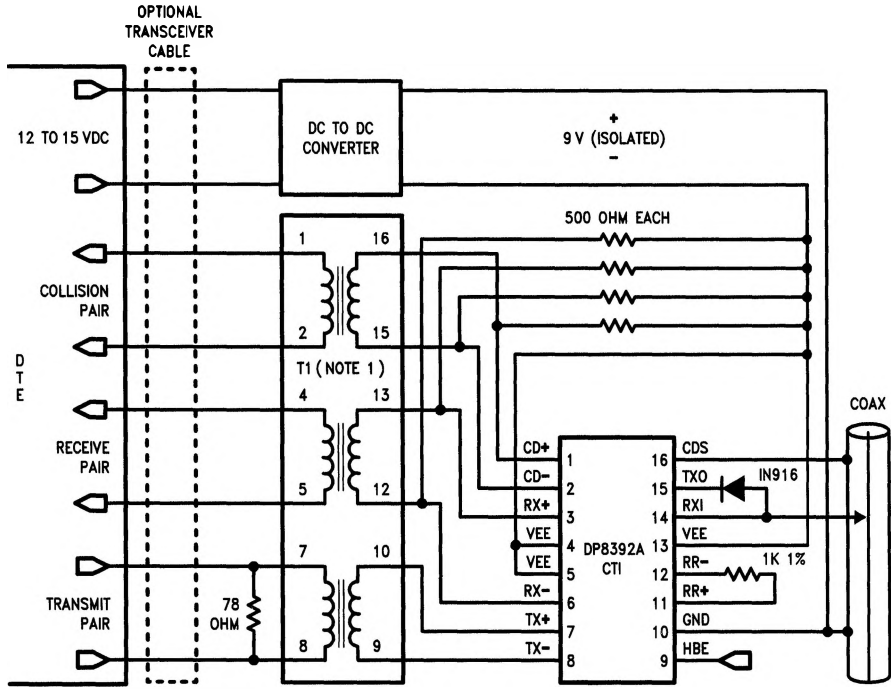 OPTIONAL
TRANSCEIVER
CABLE
12 TO 15 VDC
DC TO DC
CONVERTER
+
9 V (ISOLATED)
−
500 OHM EACH
1
16
COLLISION
PAIR
2
15
T1 (NOTE 1)
D
T
E
4
13
RECEIVE
PAIR
5
12
7
10
TRANSMIT
PAIR
78
OHM
8
9
COAX
CD+
CD-
RX+
VEE
VEE
RX-
TX+
TX-
1
2
3
4
5
6
7
8
DP8392A
CTI
16
15
14
13
12
11
10
9
CDS
TXO
RXI
VEE
RR-
RR+
GND
HBE
IN916
1K 1%